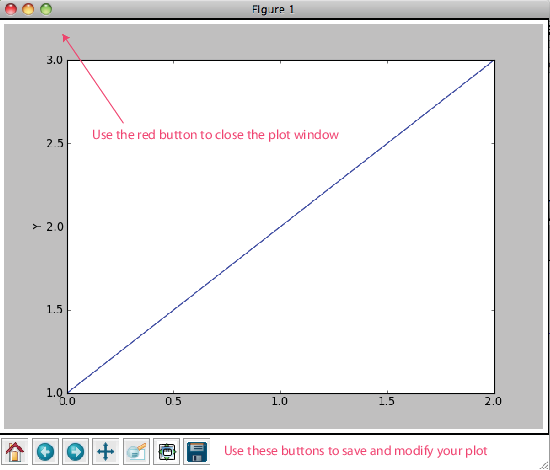 Figure 1
3.0
Use the red button to close the plot window
2.5
Y
2.0
1.5
1.0
0.0 0.5 1.0 1.5 2.0
Use these buttons to save and modify your plot